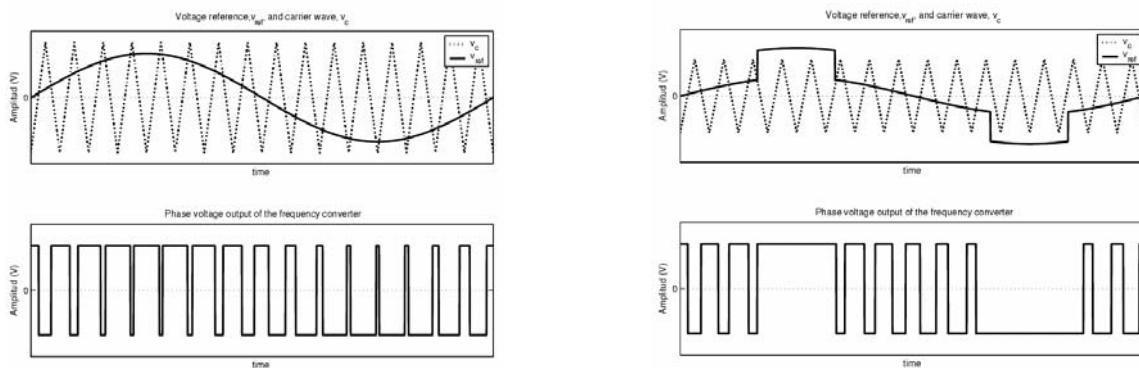 Voltage reference,v_ref, and carrier wave, v_c
Amplitud (V)
0
v_c
v_ref
time
Phase voltage output of the frequency converter
Amplitud (V)
0
time
Voltage reference,v_ref, and carrier wave, v_c
Amplitud (V)
0
v_c
v_ref
time
Phase voltage output of the frequency converter
Amplitud (V)
0
time